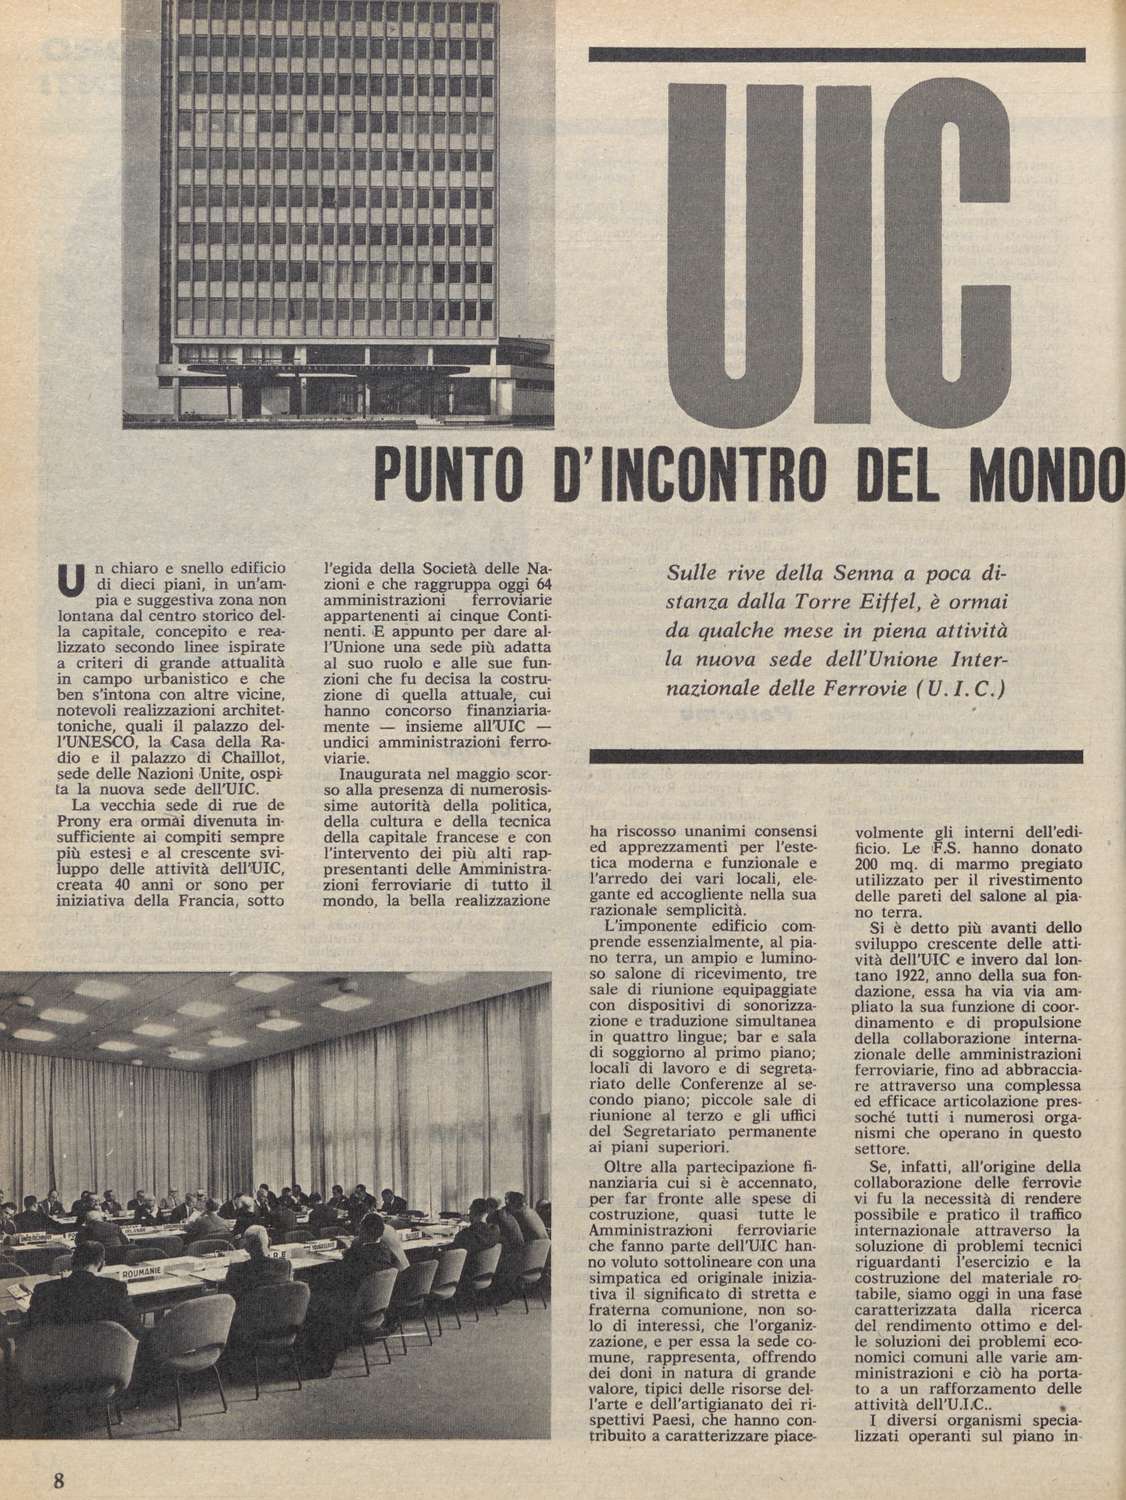 UIC
PUNTO D'INCONTRO DEL MONDO
Sulle rive della Senna a poca di-
stanza dalla Torre Eiffel, è ormai
da qualche mese in piena attività
la nuova sede dell'Unione Inter-
nazionale delle Ferrovie (U.I.C.)
Un chiaro e snello edificio
di dieci piani, in un'am-
pia e suggestiva zona non
lontana dal centro storico del-
la capitale, concepito e rea-
lizzato secondo linee ispirate
a criteri di grande attualità
in campo urbanistico e che
ben s'intona con altre vicine,
notevoli realizzazioni architet-
toniche, quali il palazzo del-
l'UNESCO, la Casa della Ra-
dio e il palazzo di Chaillot,
sede delle Nazioni Unite, ospi-
ta la nuova sede dell'UIC.
La vecchia sede di rue de
Prony era ormai divenuta in-
sufficiente ai compiti sempre
più estesi e al crescente svi-
luppo delle attività dell'UIC,
creata 40 anni or sono per
iniziativa della Francia, sotto
l'egida della Società delle Na-
zioni e che raggruppa oggi 64
amministrazioni ferroviarie
appartenenti ai cinque Conti-
nenti. E appunto per dare al-
l'Unione una sede più adatta
al suo ruolo e alle sue fun-
zioni che fu decisa la costru-
zione di quella attuale, cui
hanno concorso finanziaria-
mente — insieme all'UIC —
undici amministrazioni ferro-
viarie.
Inaugurata nel maggio scor-
so alla presenza di numerosis-
sime autorità della politica,
della cultura e della tecnica
della capitale francese e con
l'intervento dei più alti rap-
presentanti delle Amministra-
zioni ferroviarie di tutto il
mondo, la bella realizzazione
ha riscosso unanimi consensi
ed apprezzamenti per l'este-
tica moderna e funzionale e
l'arredo dei vari locali, ele-
gante ed accogliente nella sua
razionale semplicità.
L'imponente edificio com-
prende essenzialmente, al pia-
no terra, un ampio e lumino-
so salone di ricevimento, tre
sale di riunione equipaggiate
con dispositivi di sonorizza-
zione e traduzione simultanea
in quattro lingue; bar e sala
di soggiorno al primo piano;
locali di lavoro e di segreta-
riato delle Conferenze al se-
condo piano; piccole sale di
riunione al terzo e gli uffici
del Segretariato permanente
ai piani superiori.
Oltre alla partecipazione fi-
nanziaria cui si è accennato,
per far fronte alle spese di
costruzione, quasi tutte le
Amministrazioni ferroviarie
che fanno parte dell'UIC han-
no voluto sottolineare con una
simpatica ed originale inizia-
tiva il significato di stretta e
fraterna comunione, non so-
lo di interessi, che l'organiz-
zazione, e per essa la sede co-
mune, rappresenta, offrendo
dei doni in natura di grande
valore, tipici delle risorse del-
l'arte e dell'artigianato dei ri-
spettivi Paesi, che hanno con-
tribuito a caratterizzare piace-
volmente gli interni dell'edi-
ficio. Le F.S. hanno donato
200 mq. di marmo pregiato
utilizzato per il rivestimento
delle pareti del salone al pia-
no terra.
Si è detto più avanti dello
sviluppo crescente delle atti-
vità dell'UIC e invero dal lon-
tano 1922, anno della sua fon-
dazione, essa ha via via am-
pliato la sua funzione di coor-
dinamento e di propulsione
della collaborazione interna-
zionale delle amministrazioni
ferroviarie, fino ad abbraccia-
re attraverso una complessa
ed efficace articolazione pres-
soché tutti i numerosi orga-
nismi che operano in questo
settore.
Se, infatti, all'origine della
collaborazione delle ferrovie
vi fu la necessità di rendere
possibile e pratico il traffico
internazionale attraverso la
soluzione di problemi tecnici
riguardanti l'esercizio e la
costruzione del materiale ro-
tabile, siamo oggi in una fase
caratterizzata dalla ricerca
del rendimento ottimo e del-
le soluzioni dei problemi eco-
nomici comuni alle varie am-
ministrazioni e ciò ha porta-
to a un rafforzamento delle
attività dell'U.I.C..
I diversi organismi specia-
lizzati operanti sul piano in-
ROUMANIE
8